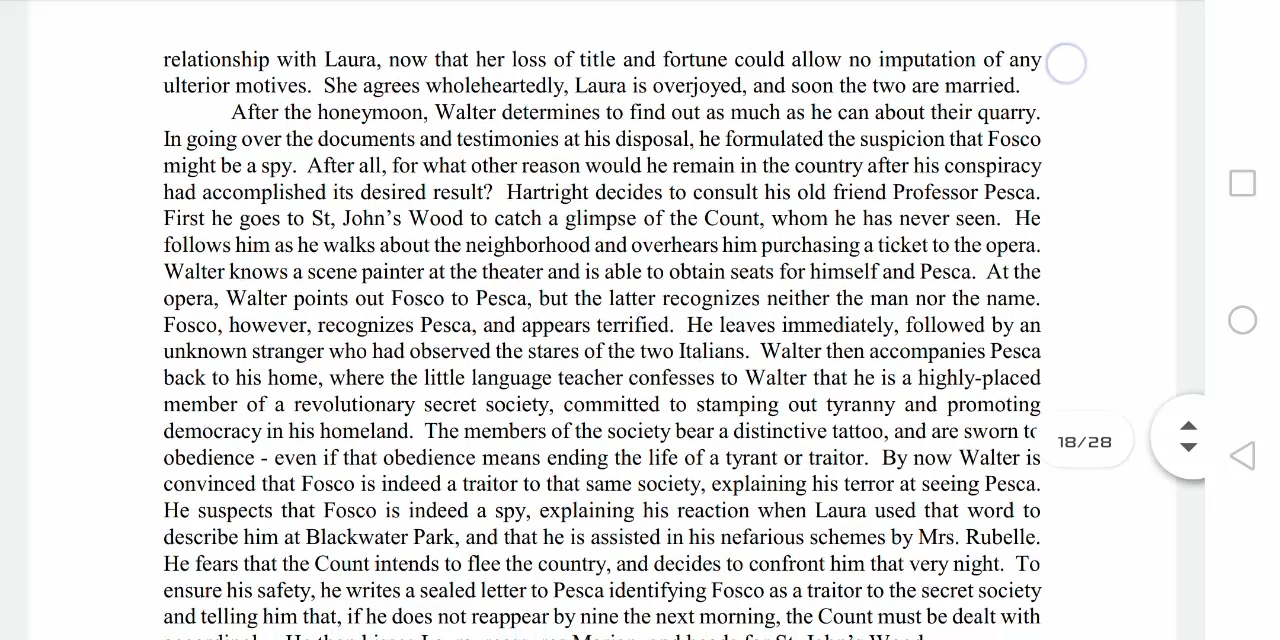 relationship with Laura, now that her loss of title and fortune could allow no imputation of any
ulterior motives. She agrees wholeheartedly, Laura is overjoyed, and soon the two are married.
After the honeymoon, Walter determines to find out as much as he can about their quarry.
In going over the documents and testimonies at his disposal, he formulated the suspicion that Fosco
might be a spy. After all, for what other reason would he remain in the country after his conspiracy
had accomplished its desired result? Hartright decides to consult his old friend Professor Pesca.
First he goes to St, John's Wood to catch a glimpse of the Count, whom he has never seen. He
follows him as he walks about the neighborhood and overhears him purchasing a ticket to the opera.
Walter knows a scene painter at the theater and is able to obtain seats for himself and Pesca. At the
opera, Walter points out Fosco to Pesca, but the latter recognizes neither the man nor the name.
Fosco, however, recognizes Pesca, and appears terrified. He leaves immediately, followed by an
unknown stranger who had observed the stares of the two Italians. Walter then accompanies Pesca
back to his home, where the little language teacher confesses to Walter that he is a highly-placed
member of a revolutionary secret society, committed to stamping out tyranny and promoting
democracy in his homeland. The members of the society bear a distinctive tattoo, and are sworn to
18/28
obedience - even if that obedience means ending the life of a tyrant or traitor. By now Walter is
convinced that Fosco is indeed a traitor to that same society, explaining his terror at seeing Pesca.
He suspects that Fosco is indeed a spy, explaining his reaction when Laura used that word to
describe him at Blackwater Park, and that he is assisted in his nefarious schemes by Mrs. Rubelle.
He fears that the Count intends to flee the country, and decides to confront him that very night. To
ensure his safety, he writes a sealed letter to Pesca identifying Fosco as a traitor to the secret society
and telling him that, if he does not reappear by nine the next morning, the Count must be dealt with